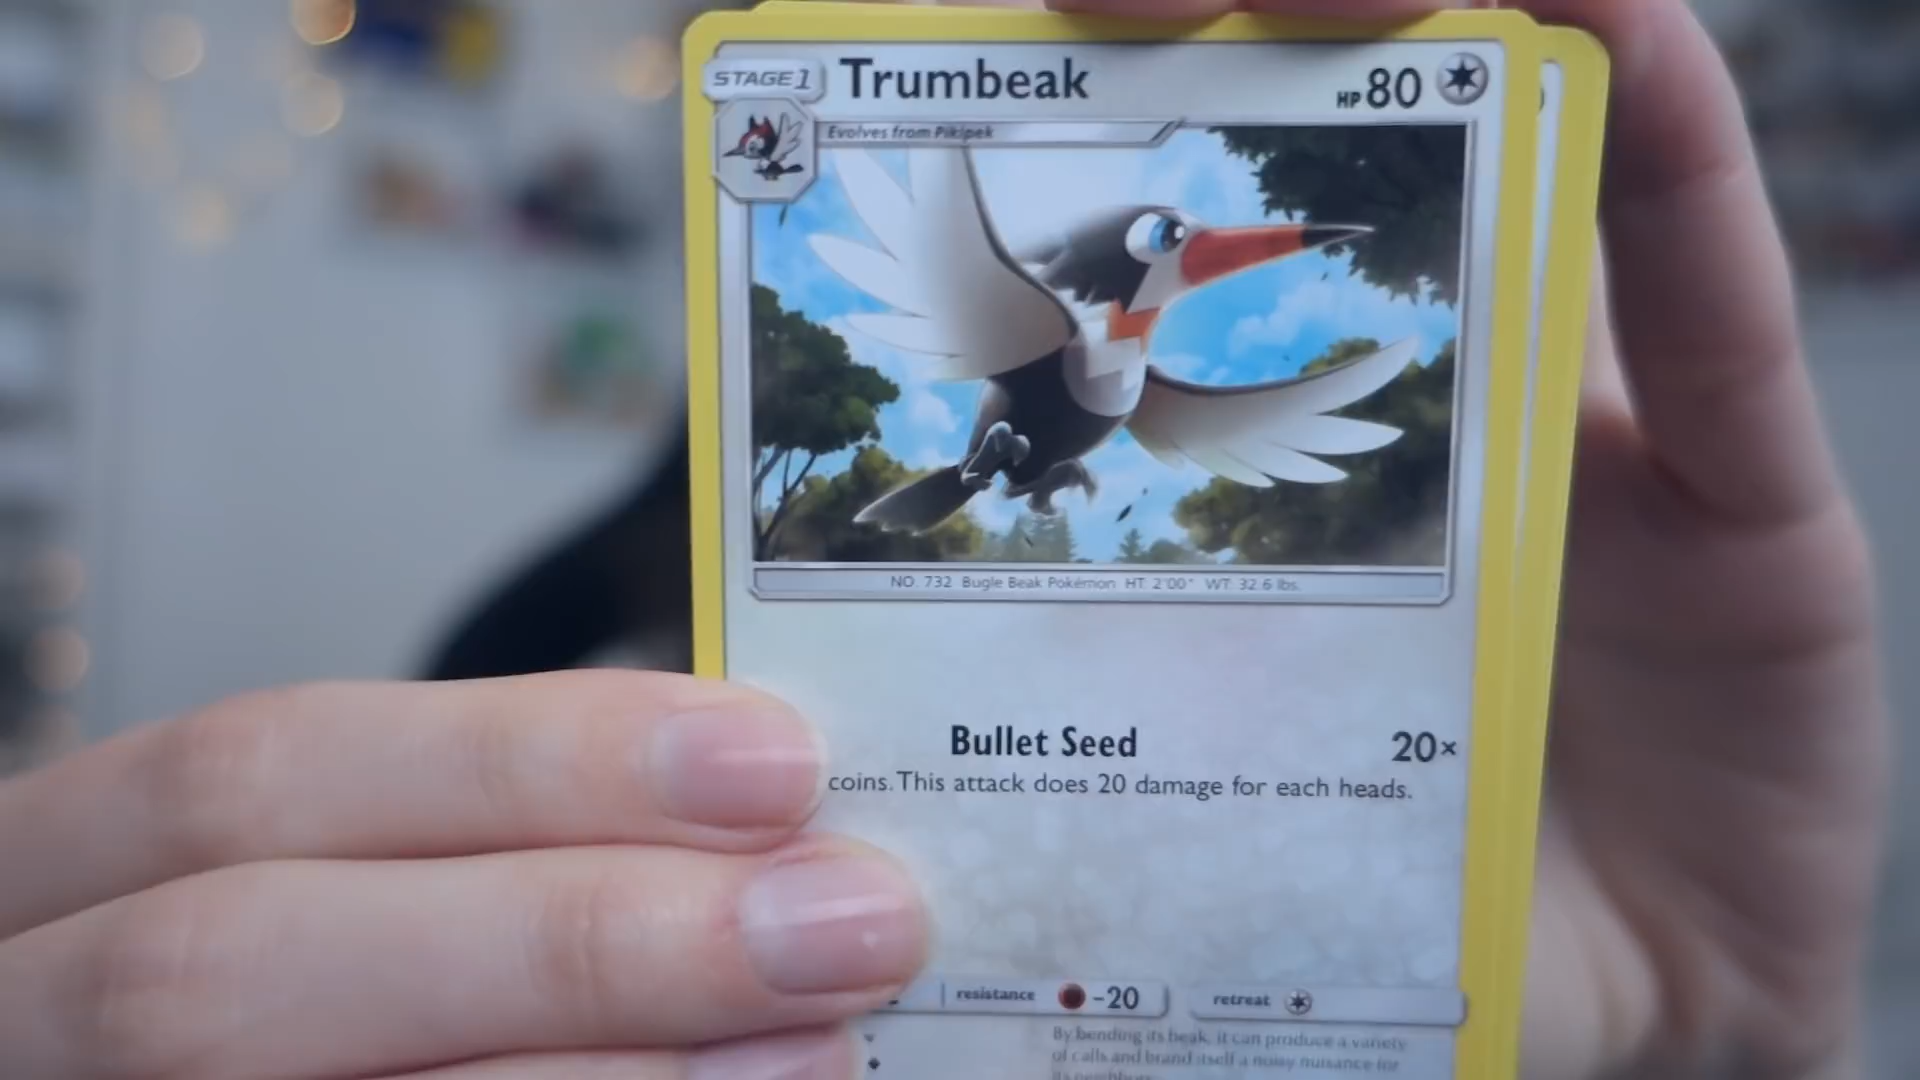 STAGE 1 Trumbeak HP 80
Evolves from Pikipek
NO. 732 Bugle Beak Pokémon HT: 2'00" WT: 32.6 lbs.
Bullet Seed 20×
coins. This attack does 20 damage for each heads.
resistance -20 retreat
By bending its beak, it can produce a variety
of calls and brand itself a noisy nuisance for
its neighbors.